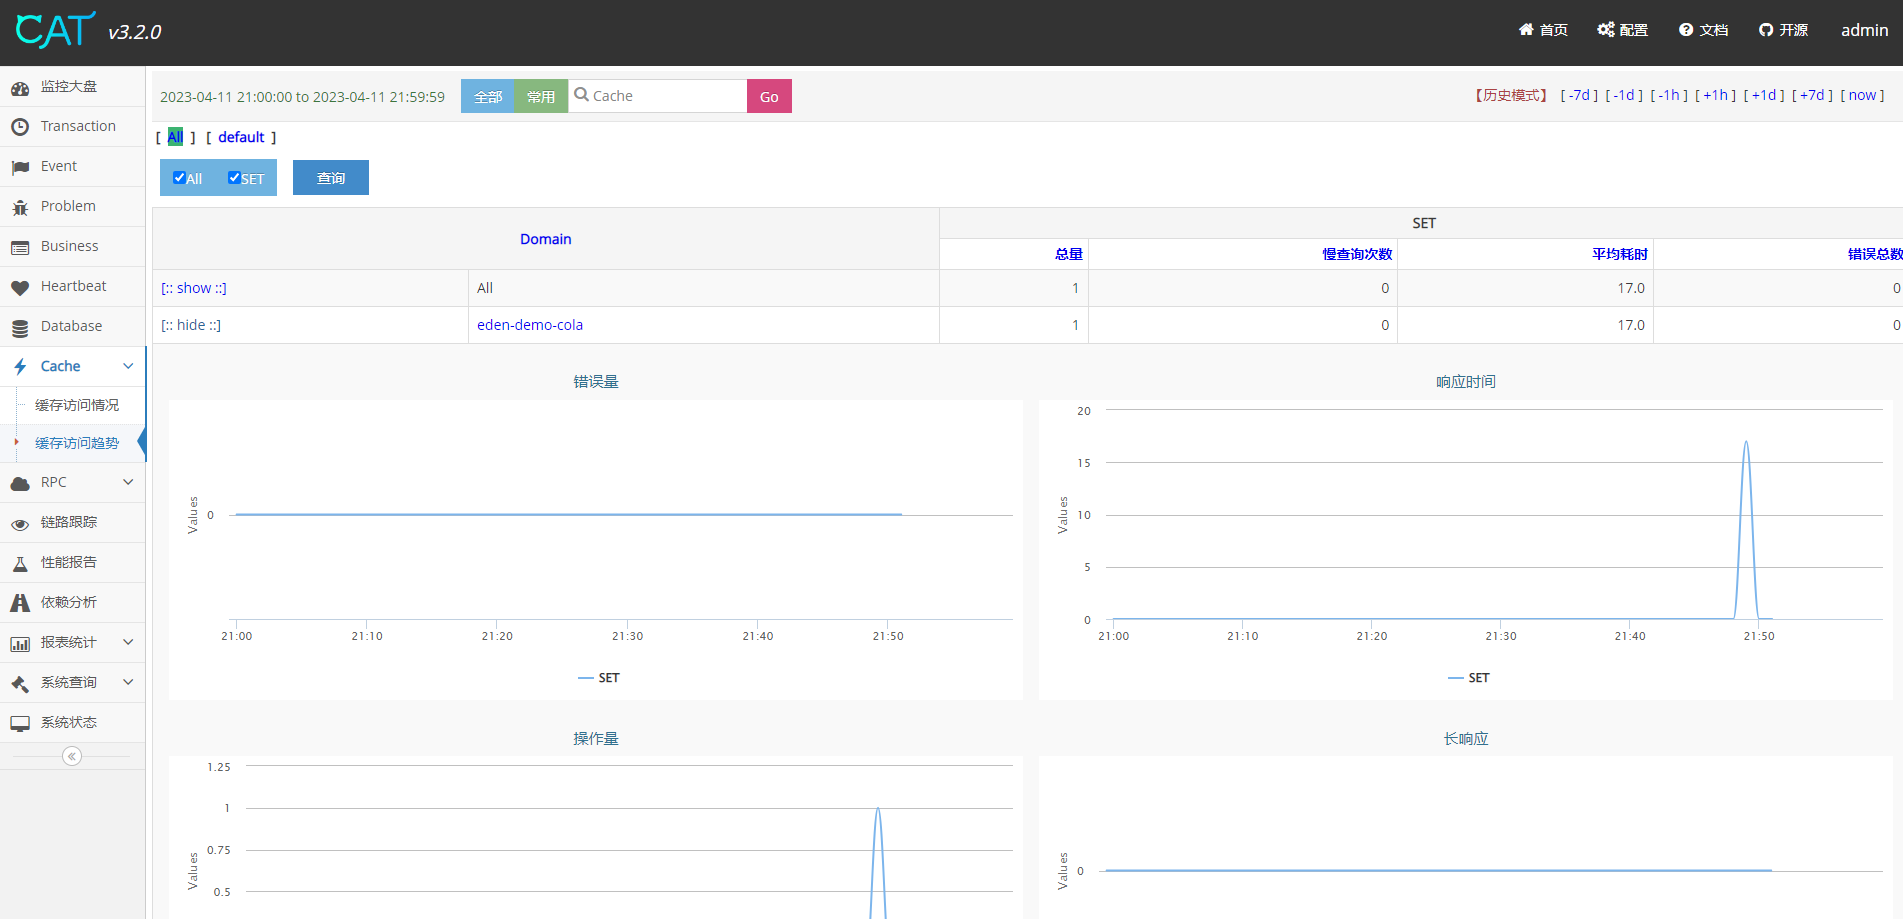 CAT v3.2.0 首页 配置 文档 开源 admin
监控大盘
Transaction
Event
Problem
Business
Heartbeat
Database
Cache
缓存访问情况
缓存访问趋势
RPC
链路跟踪
性能报告
依赖分析
报表统计
系统查询
系统状态
2023-04-11 21:00:00 to 2023-04-11 21:59:59 全部 常用 Cache Go 【历史模式】 [ -7d ] [ -1d ] [ -1h ] [ +1h ] [ +1d ] [ +7d ] [ now ]
[ All ] [ default ]
All SET 查询
Domain SET
总量 慢查询次数 平均耗时 错误总数
[:: show ::] All 1 0 17.0 0
[:: hide ::] eden-demo-cola 1 0 17.0 0
错误量
Values
0
21:00 21:10 21:20 21:30 21:40 21:50
SET
响应时间
Values
20
15
10
5
0
21:00 21:10 21:20 21:30 21:40 21:50
SET
操作量
Values
1.25
1
0.75
0.5
长响应
Values
0